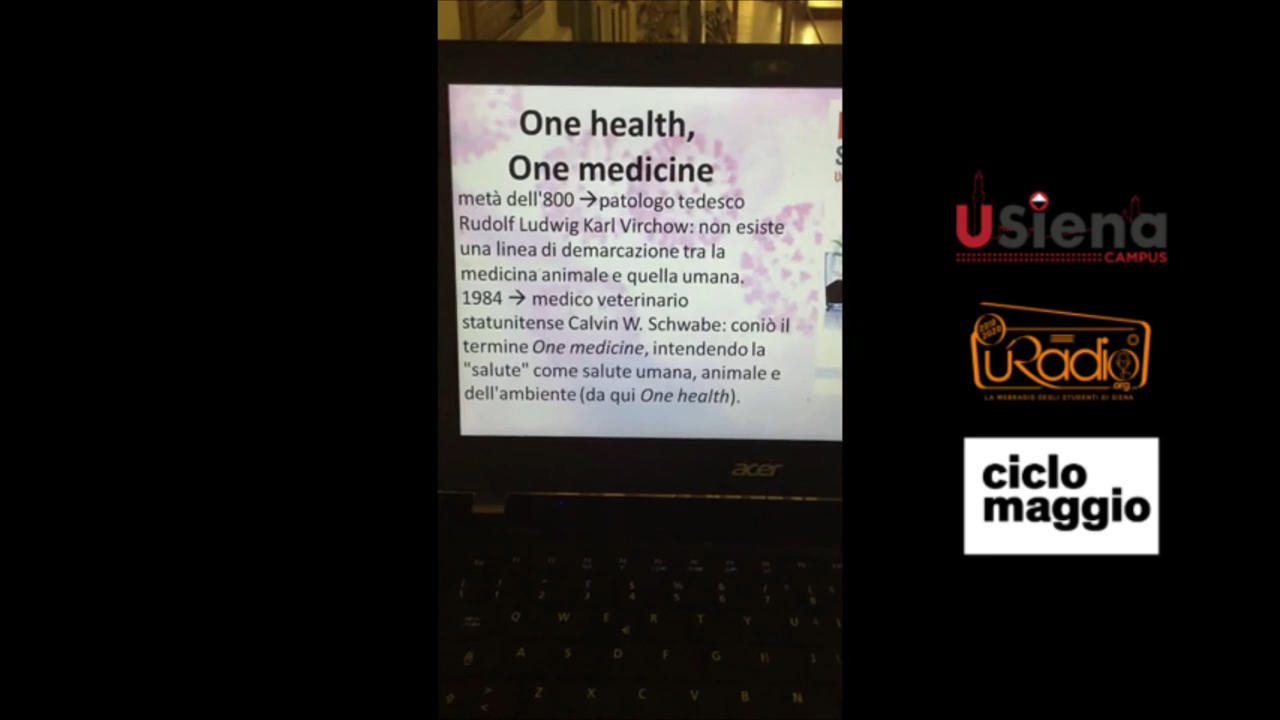 One health,
One medicine
metà dell'800 →patologo tedesco
Rudolf Ludwig Karl Virchow: non esiste
una linea di demarcazione tra la
medicina animale e quella umana.
1984 → medico veterinario
statunitense Calvin W. Schwabe: coniò il
termine One medicine, intendendo la
"salute" come salute umana, animale e
dell'ambiente (da qui One health).
acer
Q W E R T Y U
A S D F G
Z X C V B N
USiena
CAMPUS
2010
2020
uRadio
.org
LA WEBRADIO DEGLI STUDENTI DI SIENA
ciclo
maggio